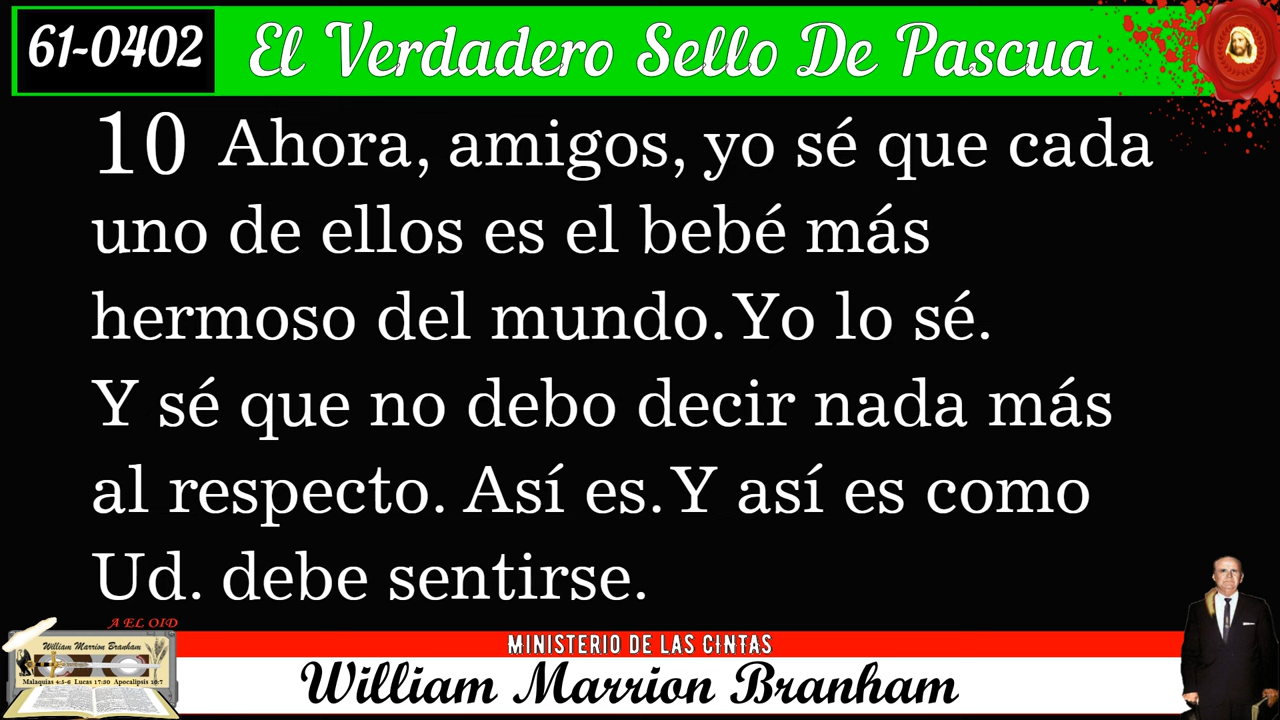 61-0402 El Verdadero Sello De Pascua
10 Ahora, amigos, yo sé que cada
uno de ellos es el bebé más
hermoso del mundo. Yo lo sé.
Y sé que no debo decir nada más
al respecto. Así es. Y así es como
Ud. debe sentirse.
A EL OID
William Marrion Branham
Malaquias 4:5-6 Lucas 17:30 Apocalipsis 10:7
MINISTERIO DE LAS CINTAS
William Marrion Branham